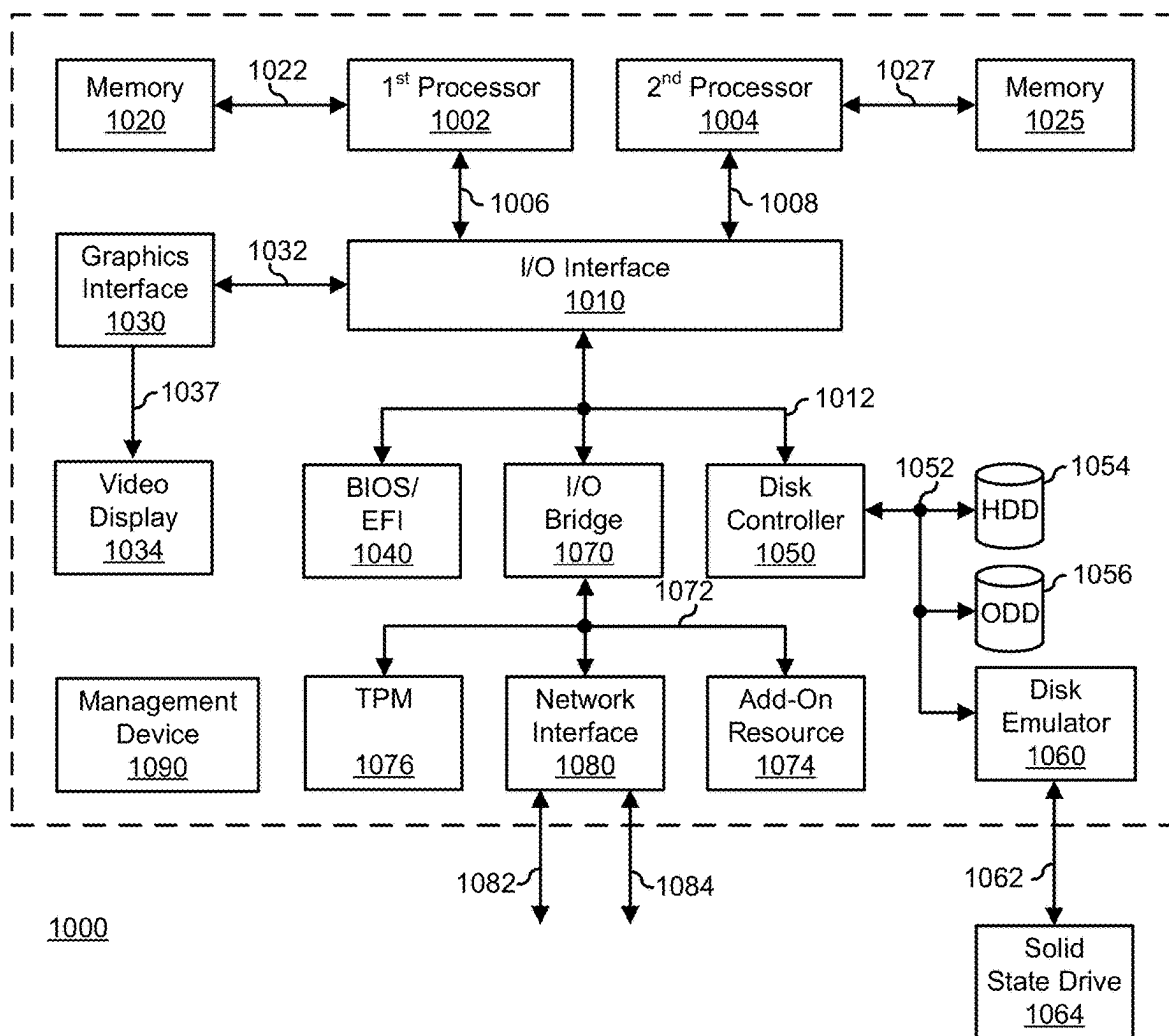 Memory
1020
1022
1st Processor
1002
2nd Processor
1004
1027
Memory
1025
1006
1008
Graphics
Interface
1030
1032
I/O Interface
1010
1037
1012
Video
Display
1034
BIOS/
EFI
1040
I/O
Bridge
1070
Disk
Controller
1050
1052
HDD
1054
ODD
1056
1072
Management
Device
1090
TPM
1076
Network
Interface
1080
Add-On
Resource
1074
Disk
Emulator
1060
1082
1084
1062
1000
Solid
State Drive
1064